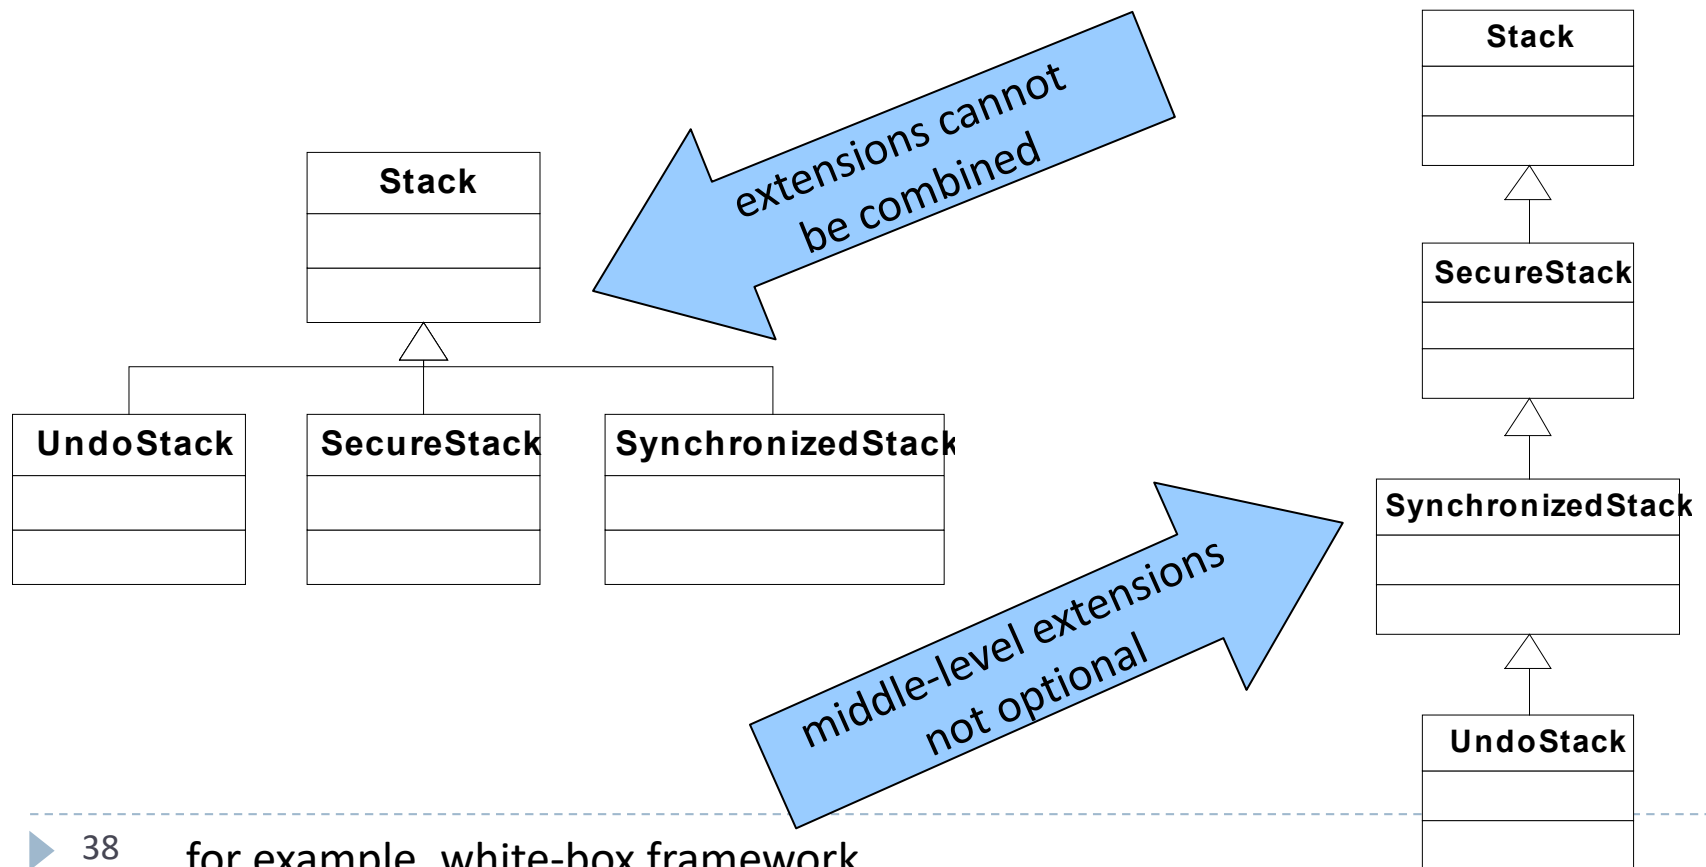 Stack
extensions cannot
be combined
Stack
UndoStack
SecureStack
SynchronizedStack
SecureStack
SynchronizedStack
middle-level extensions
not optional
UndoStack
38
for example, white-box framework